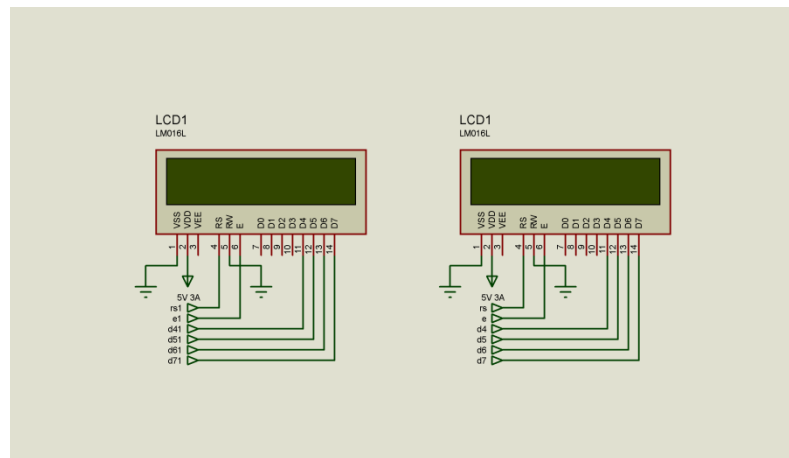 LCD1
LM016L
VSS VDD VEE RS RW E D0 D1 D2 D3 D4 D5 D6 D7
1 2 3 4 5 6 7 8 9 10 11 12 13 14
5V 3A
rs1
e1
d41
d51
d61
d71
LCD1
LM016L
VSS VDD VEE RS RW E D0 D1 D2 D3 D4 D5 D6 D7
1 2 3 4 5 6 7 8 9 10 11 12 13 14
5V 3A
rs
e
d4
d5
d6
d7